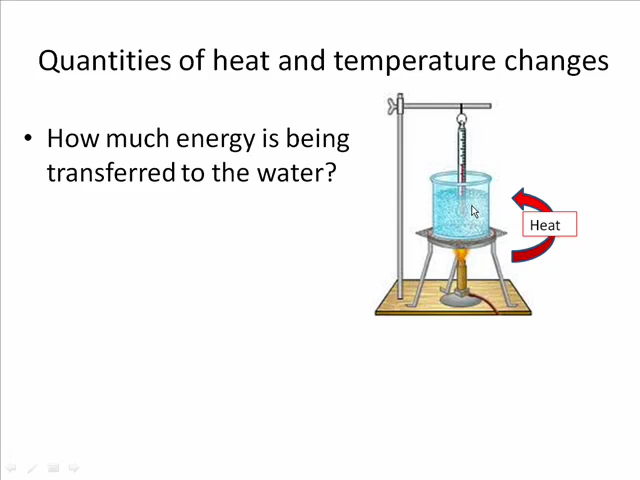 Quantities of heat and temperature changes
• How much energy is being
transferred to the water?
Heat